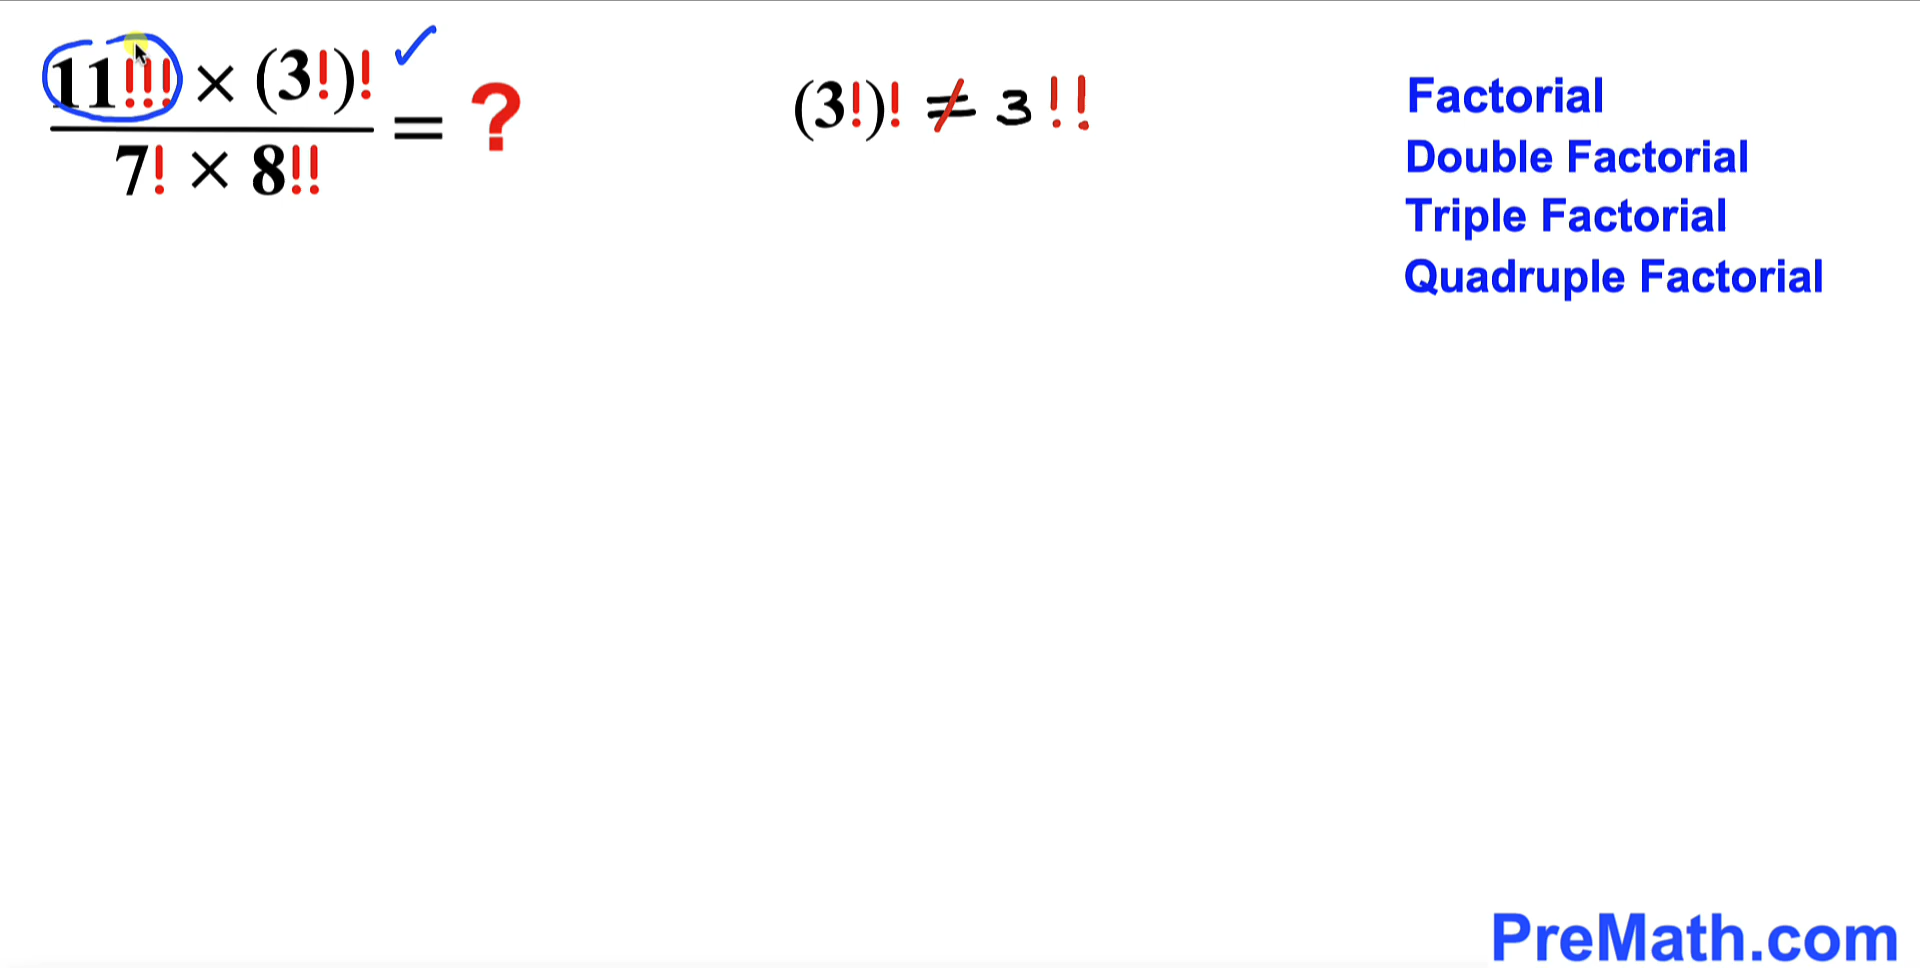 11!!! × (3!)! ✓
7! × 8!!
= ?
(3!)! ≠ 3!!
Factorial
Double Factorial
Triple Factorial
Quadruple Factorial
PreMath.com